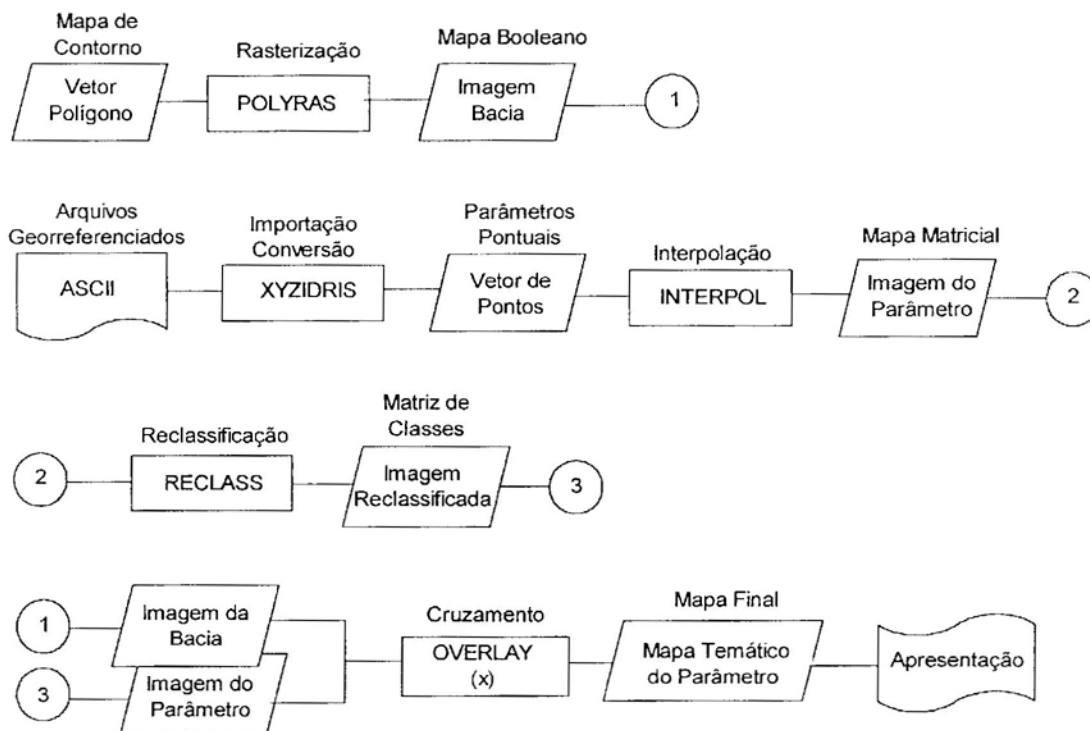 Mapa de
Contorno
Vetor
Polígono
Rasterização
POLYRAS
Mapa Booleano
Imagem
Bacia
1
Arquivos
Georreferenciados
ASCII
Importação
Conversão
XYZIDRIS
Parâmetros
Pontuais
Vetor de
Pontos
Interpolação
INTERPOL
Mapa Matricial
Imagem do
Parâmetro
2
2
Reclassificação
RECLASS
Matriz de
Classes
Imagem
Reclassificada
3
1
Imagem da
Bacia
3
Imagem do
Parâmetro
Cruzamento
OVERLAY
(x)
Mapa Final
Mapa Temático
do Parâmetro
Apresentação